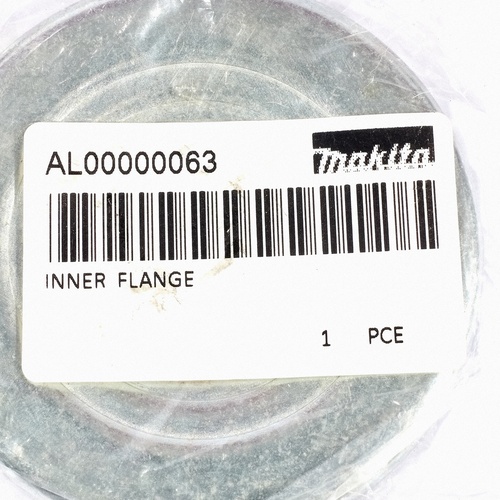 AL00000063
makita
INNER FLANGE
1 PCE